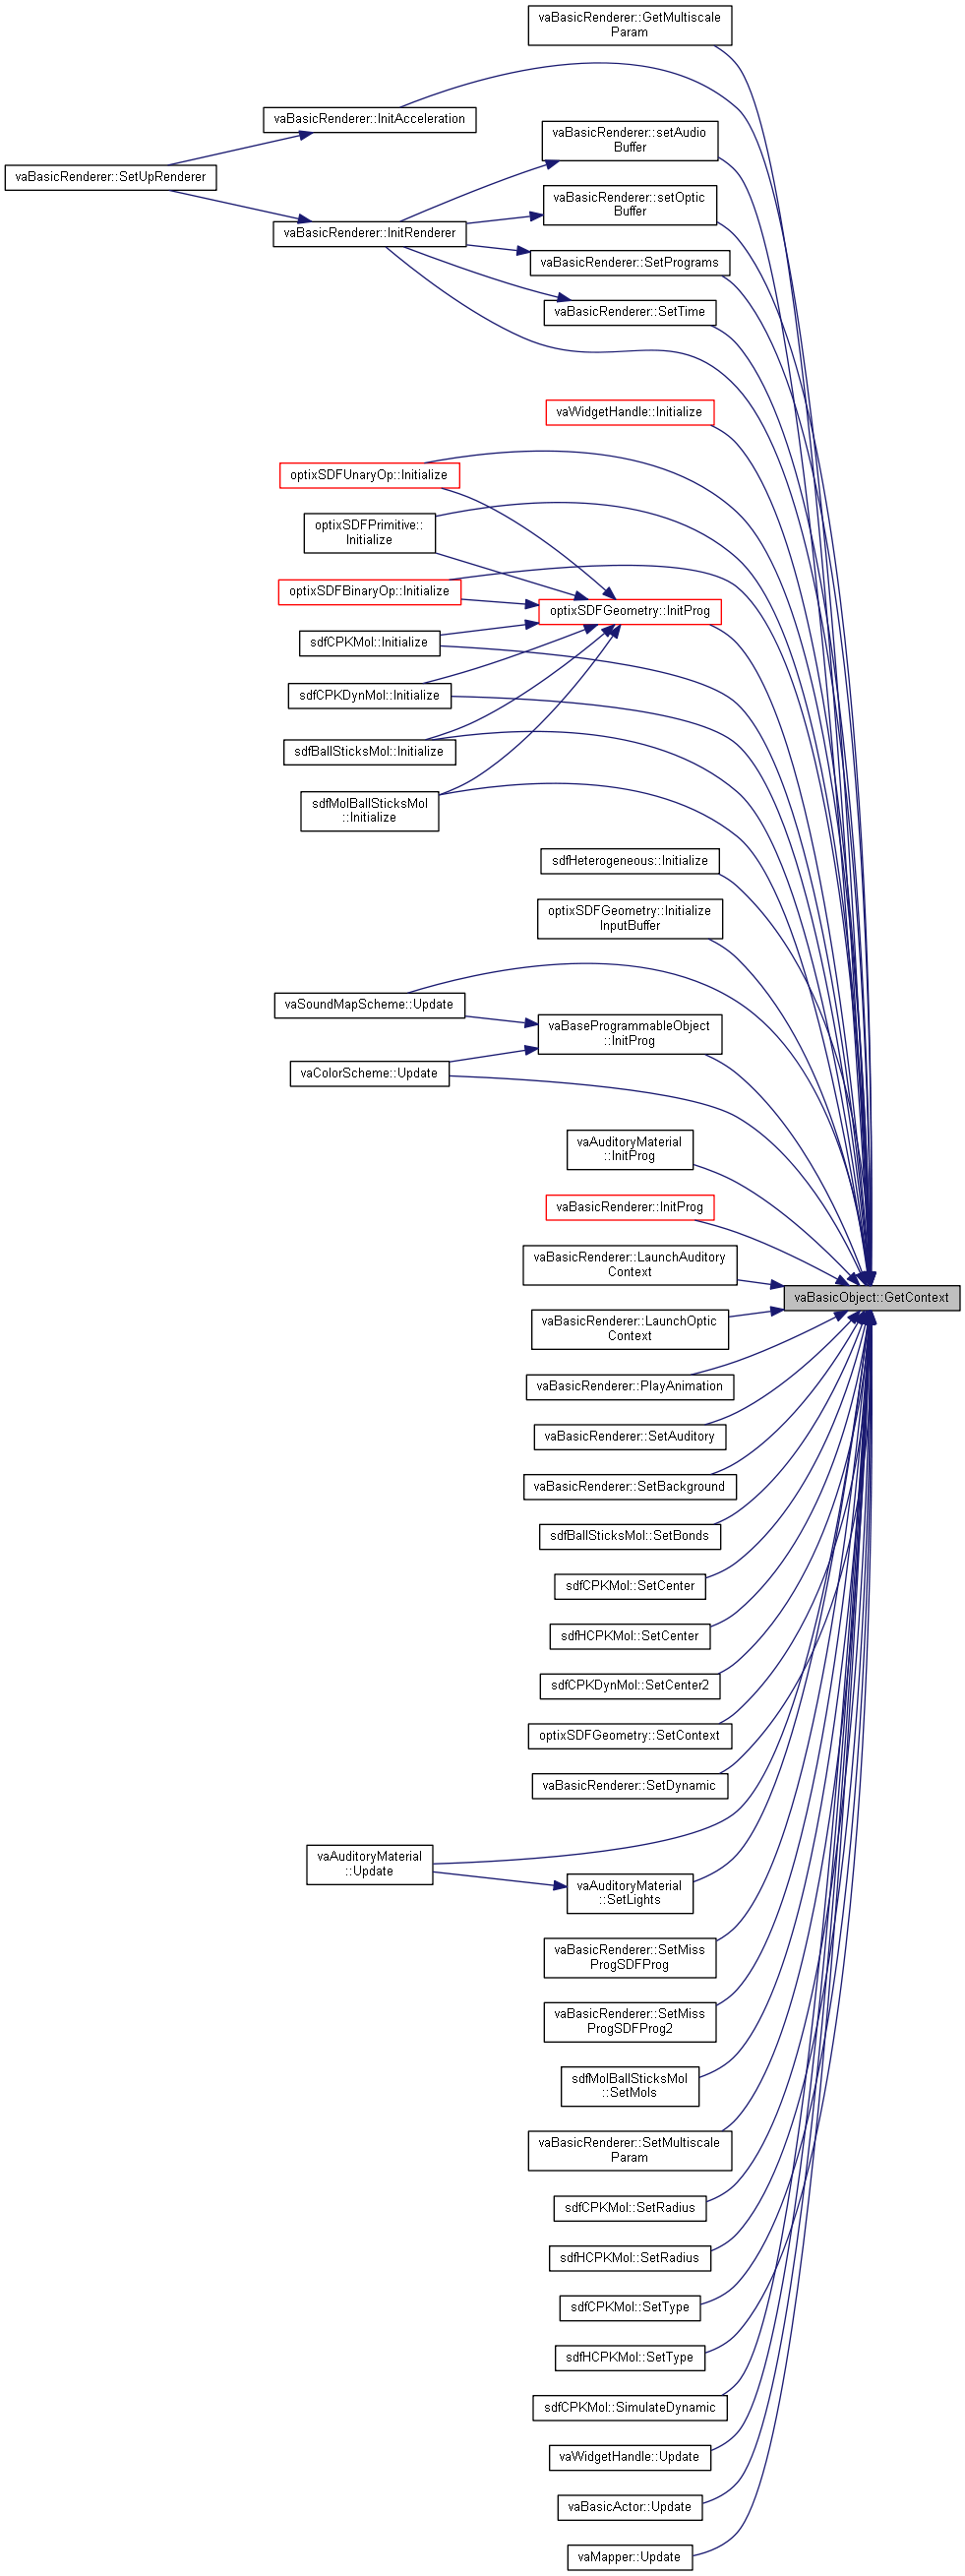 vaBasicRenderer::GetMultiscale
Param
vaBasicRenderer::InitAcceleration
vaBasicRenderer::setAudio
Buffer
vaBasicRenderer::SetUpRenderer
vaBasicRenderer::setOptic
Buffer
vaBasicRenderer::InitRenderer
vaBasicRenderer::SetPrograms
vaBasicRenderer::SetTime
vaWidgetHandle::Initialize
optixSDFUnaryOp::Initialize
optixSDFPrimitive::
Initialize
optixSDFBinaryOp::Initialize
optixSDFGeometry::InitProg
sdfCPKMol::Initialize
sdfCPKDynMol::Initialize
sdfBallSticksMol::Initialize
sdfMolBallSticksMol
::Initialize
sdfHeterogeneous::Initialize
optixSDFGeometry::Initialize
InputBuffer
vaSoundMapScheme::Update
vaBaseProgrammableObject
::InitProg
vaColorScheme::Update
vaAuditoryMaterial
::InitProg
vaBasicRenderer::InitProg
vaBasicRenderer::LaunchAuditory
Context
vaBasicObject::GetContext
vaBasicRenderer::LaunchOptic
Context
vaBasicRenderer::PlayAnimation
vaBasicRenderer::SetAuditory
vaBasicRenderer::SetBackground
sdfBallSticksMol::SetBonds
sdfCPKMol::SetCenter
sdfHCPKMol::SetCenter
sdfCPKDynMol::SetCenter2
optixSDFGeometry::SetContext
vaBasicRenderer::SetDynamic
vaAuditoryMaterial
::Update
vaAuditoryMaterial
::SetLights
vaBasicRenderer::SetMiss
ProgSDFProg
vaBasicRenderer::SetMiss
ProgSDFProg2
sdfMolBallSticksMol
::SetMols
vaBasicRenderer::SetMultiscale
Param
sdfCPKMol::SetRadius
sdfHCPKMol::SetRadius
sdfCPKMol::SetType
sdfHCPKMol::SetType
sdfCPKMol::SimulateDynamic
vaWidgetHandle::Update
vaBasicActor::Update
vaMapper::Update